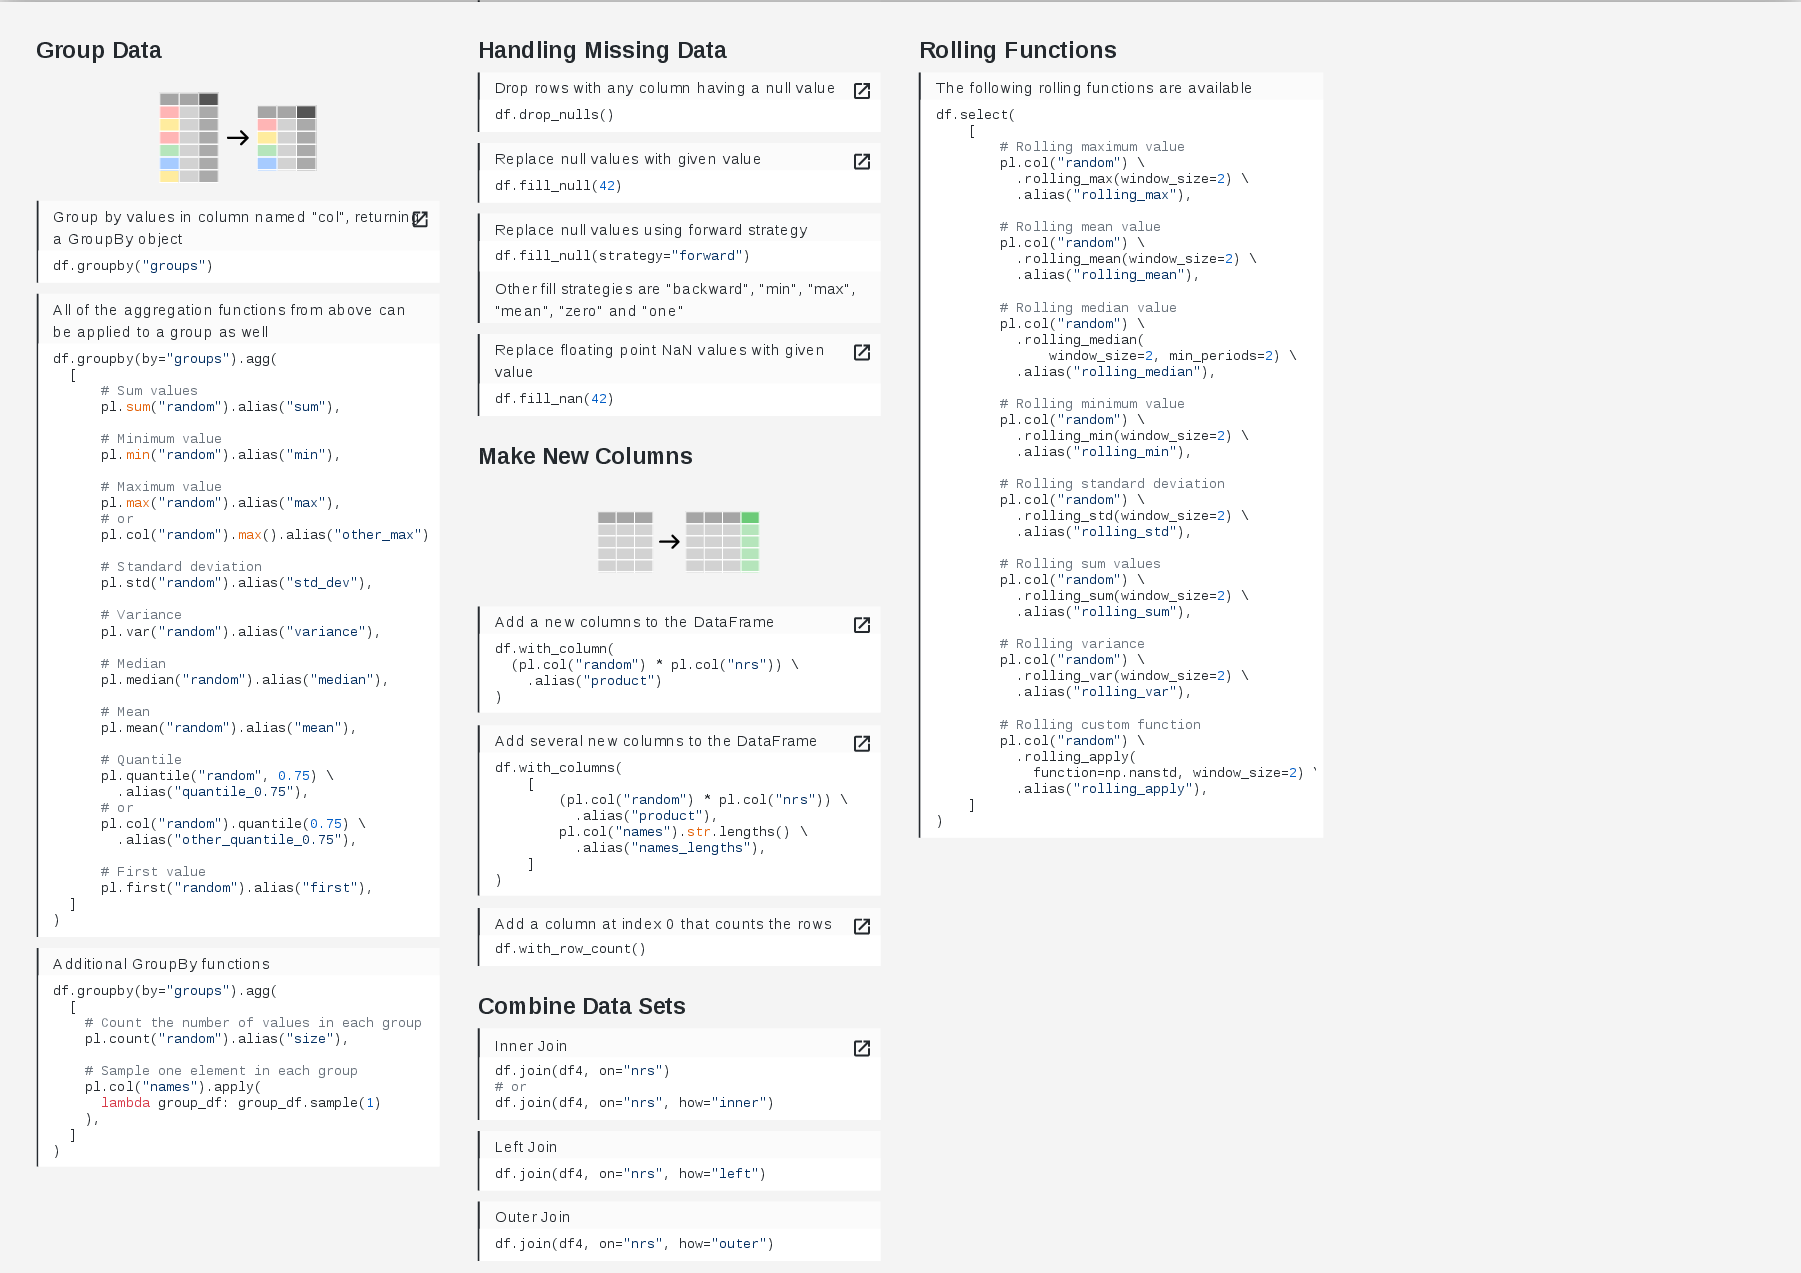 Group Data
Group by values in column named "col", returning
a GroupBy object
df.groupby("groups")
All of the aggregation functions from above can
be applied to a group as well
df.groupby(by="groups").agg(
[
# Sum values
pl.sum("random").alias("sum"),
# Minimum value
pl.min("random").alias("min"),
# Maximum value
pl.max("random").alias("max"),
# or
pl.col("random").max().alias("other_max")
# Standard deviation
pl.std("random").alias("std_dev"),
# Variance
pl.var("random").alias("variance"),
# Median
pl.median("random").alias("median"),
# Mean
pl.mean("random").alias("mean"),
# Quantile
pl.quantile("random", 0.75) \
.alias("quantile_0.75"),
# or
pl.col("random").quantile(0.75) \
.alias("other_quantile_0.75"),
# First value
pl.first("random").alias("first"),
]
)
Additional GroupBy functions
df.groupby(by="groups").agg(
[
# Count the number of values in each group
pl.count("random").alias("size"),
# Sample one element in each group
pl.col("names").apply(
lambda group_df: group_df.sample(1)
),
]
)
Handling Missing Data
Drop rows with any column having a null value
df.drop_nulls()
Replace null values with given value
df.fill_null(42)
Replace null values using forward strategy
df.fill_null(strategy="forward")
Other fill strategies are "backward", "min", "max",
"mean", "zero" and "one"
Replace floating point NaN values with given
value
df.fill_nan(42)
Make New Columns
Add a new columns to the DataFrame
df.with_column(
(pl.col("random") * pl.col("nrs")) \
.alias("product")
)
Add several new columns to the DataFrame
df.with_columns(
[
(pl.col("random") * pl.col("nrs")) \
.alias("product"),
pl.col("names").str.lengths() \
.alias("names_lengths"),
]
)
Add a column at index 0 that counts the rows
df.with_row_count()
Combine Data Sets
Inner Join
df.join(df4, on="nrs")
# or
df.join(df4, on="nrs", how="inner")
Left Join
df.join(df4, on="nrs", how="left")
Outer Join
df.join(df4, on="nrs", how="outer")
Rolling Functions
The following rolling functions are available
df.select(
[
# Rolling maximum value
pl.col("random") \
.rolling_max(window_size=2) \
.alias("rolling_max"),
# Rolling mean value
pl.col("random") \
.rolling_mean(window_size=2) \
.alias("rolling_mean"),
# Rolling median value
pl.col("random") \
.rolling_median(
window_size=2, min_periods=2) \
.alias("rolling_median"),
# Rolling minimum value
pl.col("random") \
.rolling_min(window_size=2) \
.alias("rolling_min"),
# Rolling standard deviation
pl.col("random") \
.rolling_std(window_size=2) \
.alias("rolling_std"),
# Rolling sum values
pl.col("random") \
.rolling_sum(window_size=2) \
.alias("rolling_sum"),
# Rolling variance
pl.col("random") \
.rolling_var(window_size=2) \
.alias("rolling_var"),
# Rolling custom function
pl.col("random") \
.rolling_apply(
function=np.nanstd, window_size=2) \
.alias("rolling_apply"),
]
)